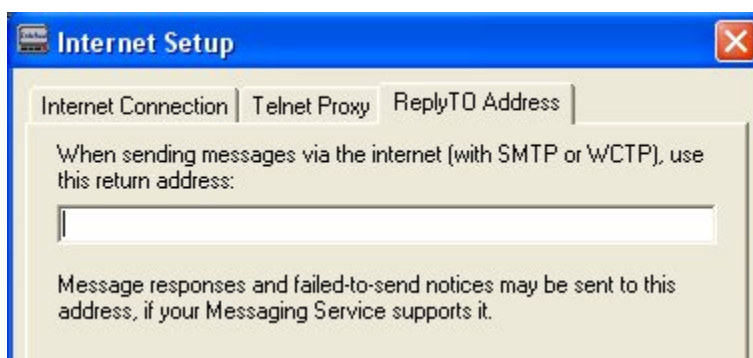 Internet Setup
Internet Connection
Telnet Proxy
ReplyTO Address
When sending messages via the internet (with SMTP or WCTP), use
this return address:
Message responses and failed-to-send notices may be sent to this
address, if your Messaging Service supports it.